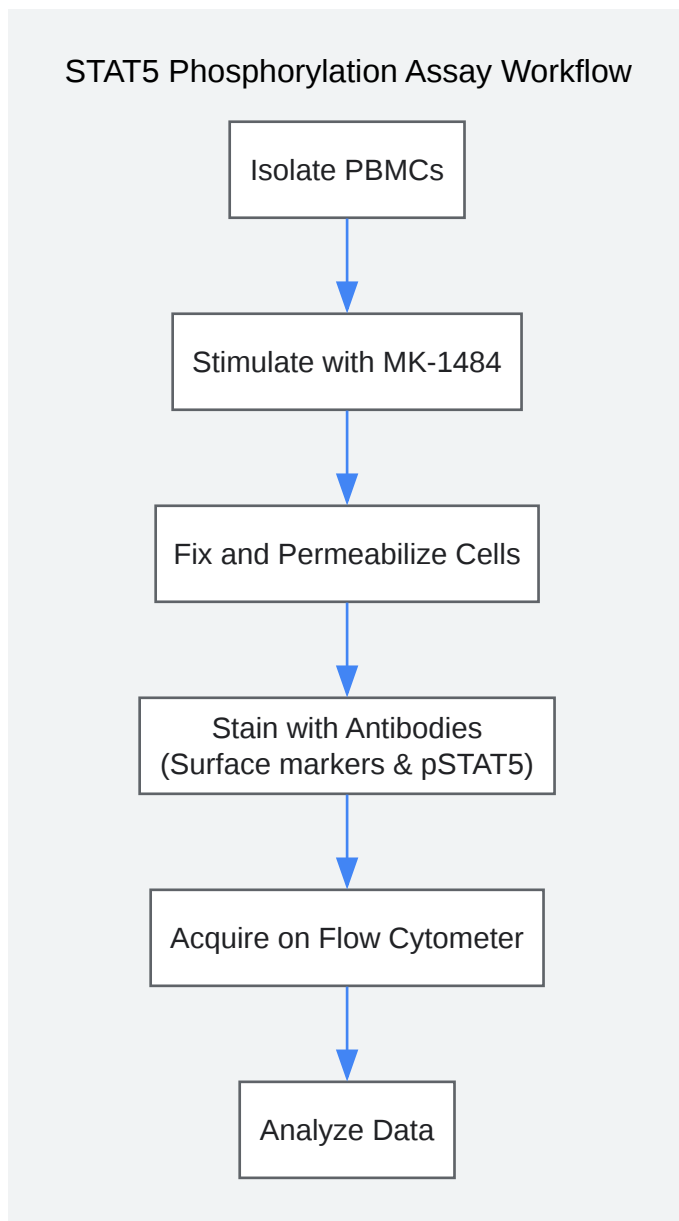 STAT5 Phosphorylation Assay Workflow
Isolate PBMCs
Stimulate with MK-1484
Fix and Permeabilize Cells
Stain with Antibodies
(Surface markers & pSTAT5)
Acquire on Flow Cytometer
Analyze Data